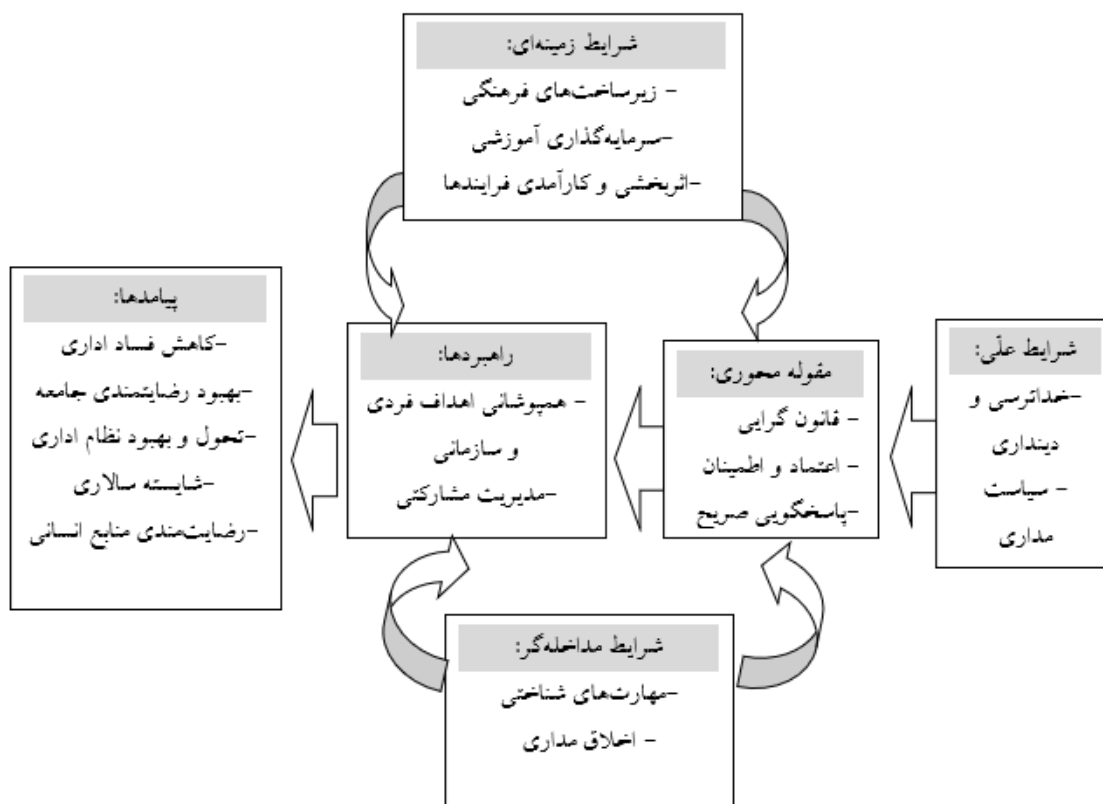 شرایط زمینه‌ای:
- زیرساخت‌های فرهنگی
-سرمایه‌گذاری آموزشی
-اثربخشی و کارآمدی فرایندها
شرایط علّی:
-خداترسی و
دینداری
- سیاست
مداری
مقوله محوری:
- قانون گرایی
- اعتماد و اطمینان
-پاسخگویی صریح
راهبردها:
- همپوشانی اهداف فردی
و سازمانی
-مدیریت مشارکتی
پیامدها:
-کاهش فساد اداری
-بهبود رضایتمندی جامعه
-تحول و بهبود نظام اداری
-شایسته سالاری
-رضایت‌مندی منابع انسانی
شرایط مداخله‌گر:
-مهارت‌های شناختی
- اخلاق مداری